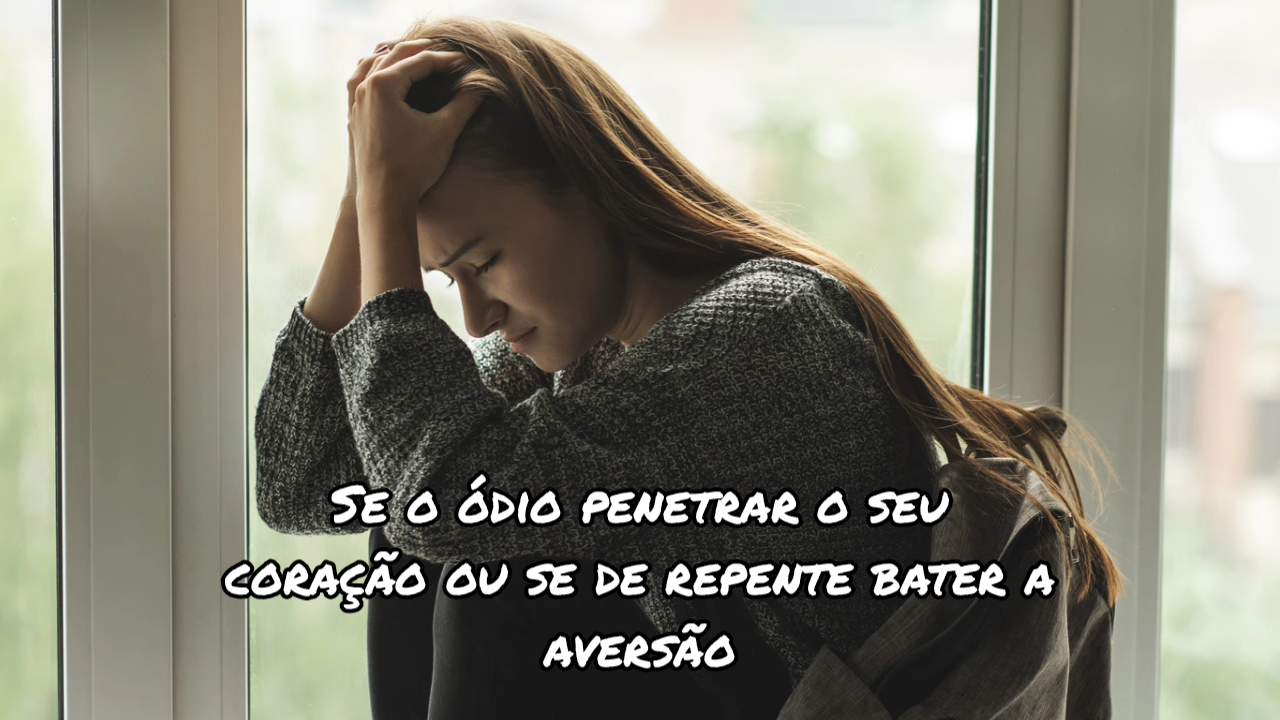 Se o ódio penetrar o seu
coração ou se de repente bater a
aversão